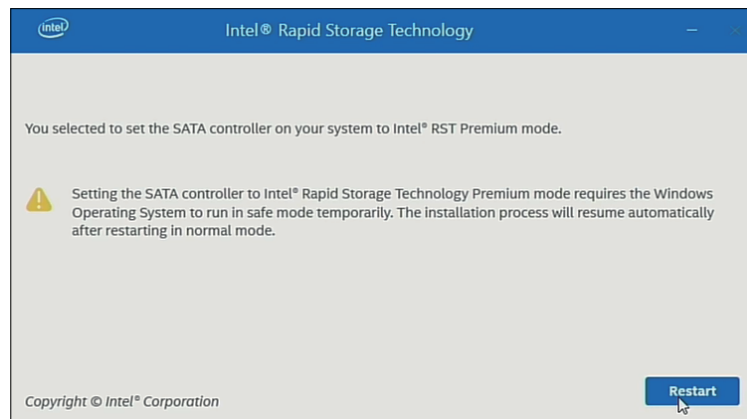 intel
Intel® Rapid Storage Technology
You selected to set the SATA controller on your system to Intel® RST Premium mode.
Setting the SATA controller to Intel® Rapid Storage Technology Premium mode requires the Windows
Operating System to run in safe mode temporarily. The installation process will resume automatically
after restarting in normal mode.
Restart
Copyright © Intel® Corporation